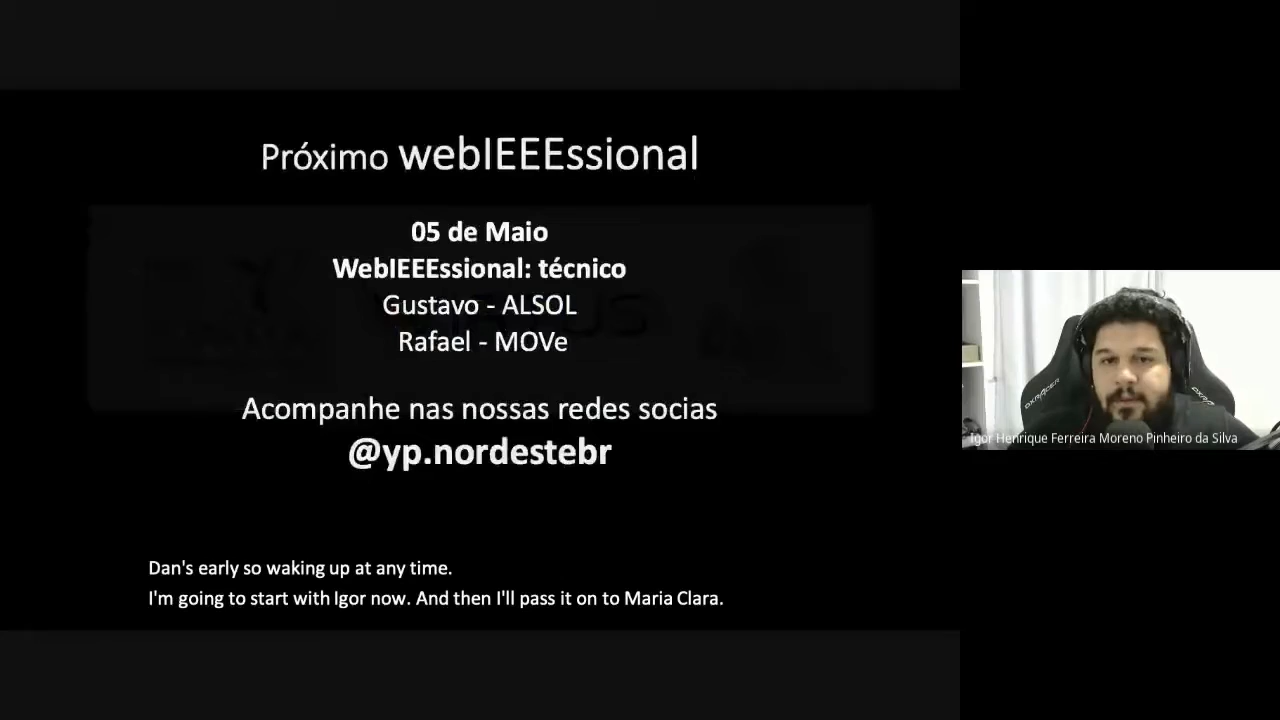 Próximo webIEEEssional
05 de Maio
WebIEEEssional: técnico
Gustavo - ALSOL
Rafael - MOVe
Acompanhe nas nossas redes socias
@yp.nordestebr
Dan's early so waking up at any time.
I'm going to start with Igor now. And then I'll pass it on to Maria Clara.
DXRACER
Igor Henrique Ferreira Moreno Pinheiro da Silva